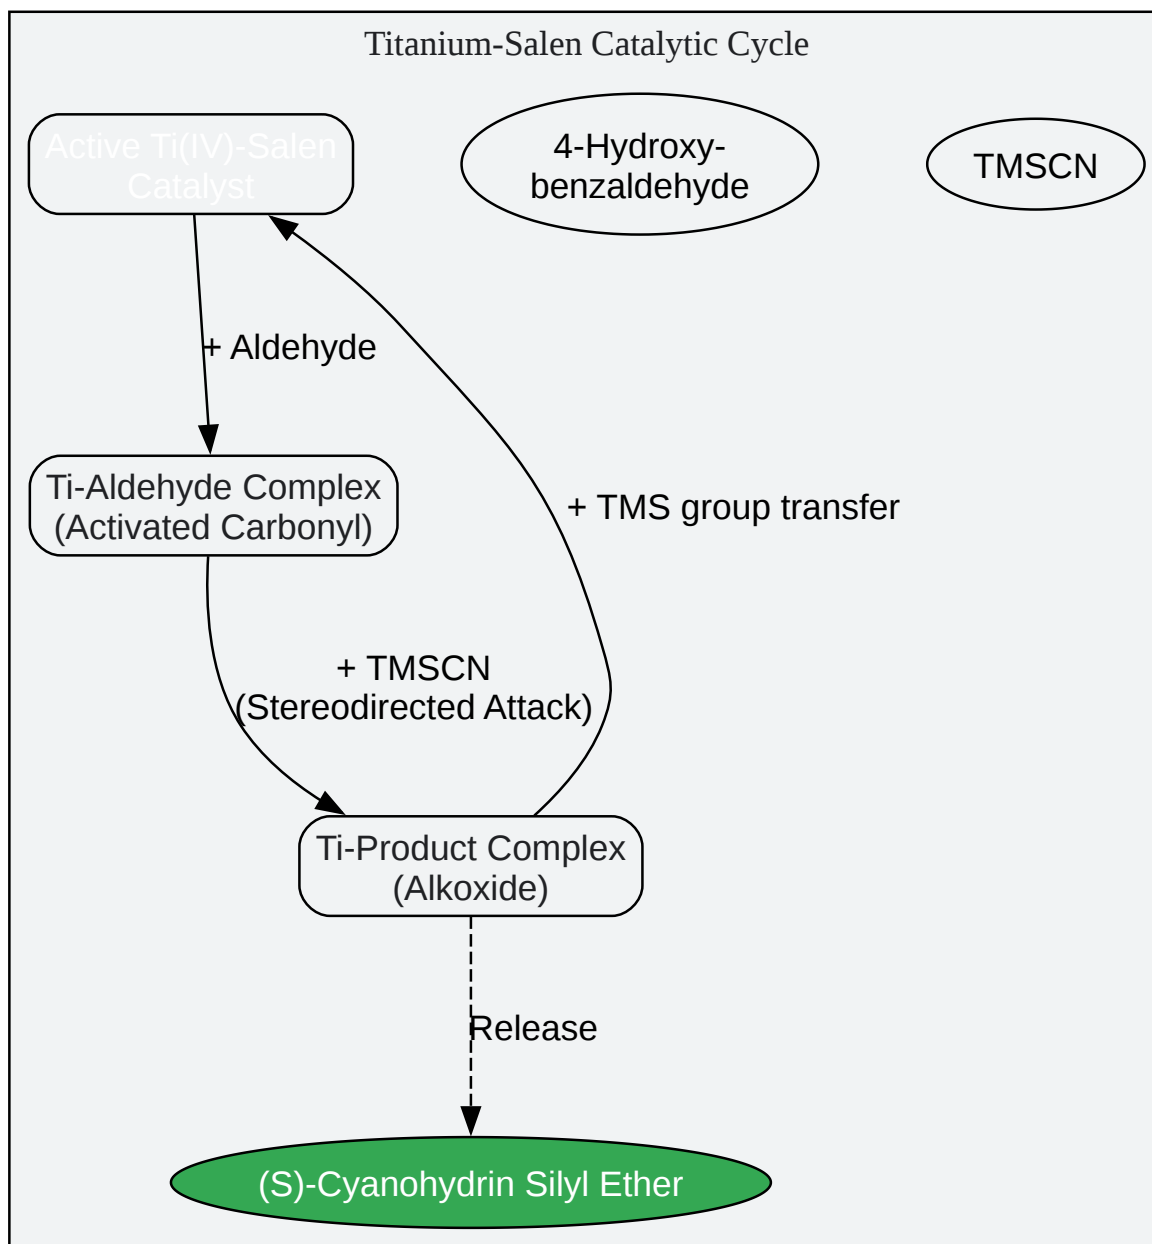 Titanium-Salen Catalytic Cycle
Active Ti(IV)-Salen
Catalyst
4-Hydroxy-
benzaldehyde
TMSCN
+ Aldehyde
Ti-Aldehyde Complex
(Activated Carbonyl)
+ TMS group transfer
+ TMSCN
(Stereodirected Attack)
Ti-Product Complex
(Alkoxide)
Release
(S)-Cyanohydrin Silyl Ether